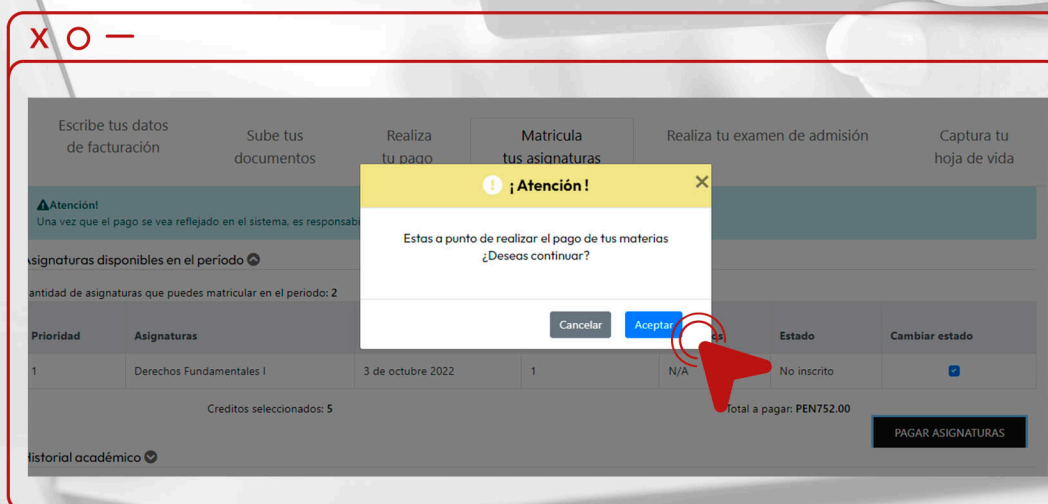 X O —
Escribe tus datos
de facturación
Sube tus
documentos
Realiza
tu pago
Matricula
tus asignaturas
Realiza tu examen de admisión
Captura tu
hoja de vida
¡Atención!
×
Estas a punto de realizar el pago de tus materias
¿Deseas continuar?
Cancelar
Aceptar
Atención!
Una vez que el pago se vea reflejado en el sistema, es
Asignaturas disponibles en el período
antidad de asignaturas que puedes matricular en el periodo: 2
Prioridad Asignaturas Estado Cambiar estado
1 Derechos Fundamentales I 3 de octubre 2022 1 N/A No inscrito
Creditos seleccionados: 5 Total a pagar: PEN752.00
PAGAR ASIGNATURAS
Historial académico